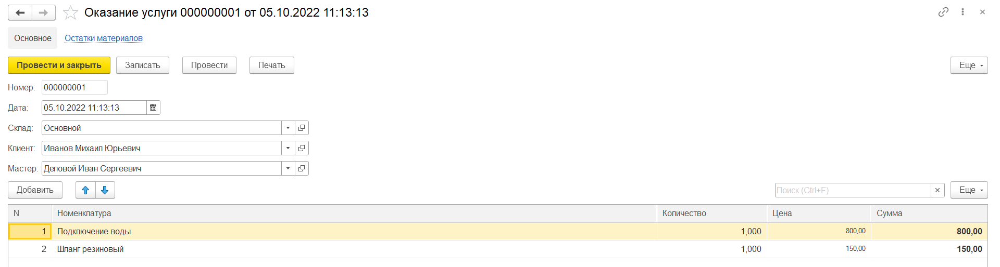 Оказание услуги 000000001 от 05.10.2022 11:13:13
Основное Остатки материалов
Провести и закрыть Записать Провести Печать Еще
Номер: 000000001
Дата: 05.10.2022 11:13:13
Склад: Основной
Клиент: Иванов Михаил Юрьевич
Мастер: Деловой Иван Сергеевич
Добавить Поиск (Ctrl+F) Еще
N Номенклатура Количество Цена Сумма
1 Подключение воды 1,000 800,00 800,00
2 Шланг резиновый 1,000 150,00 150,00